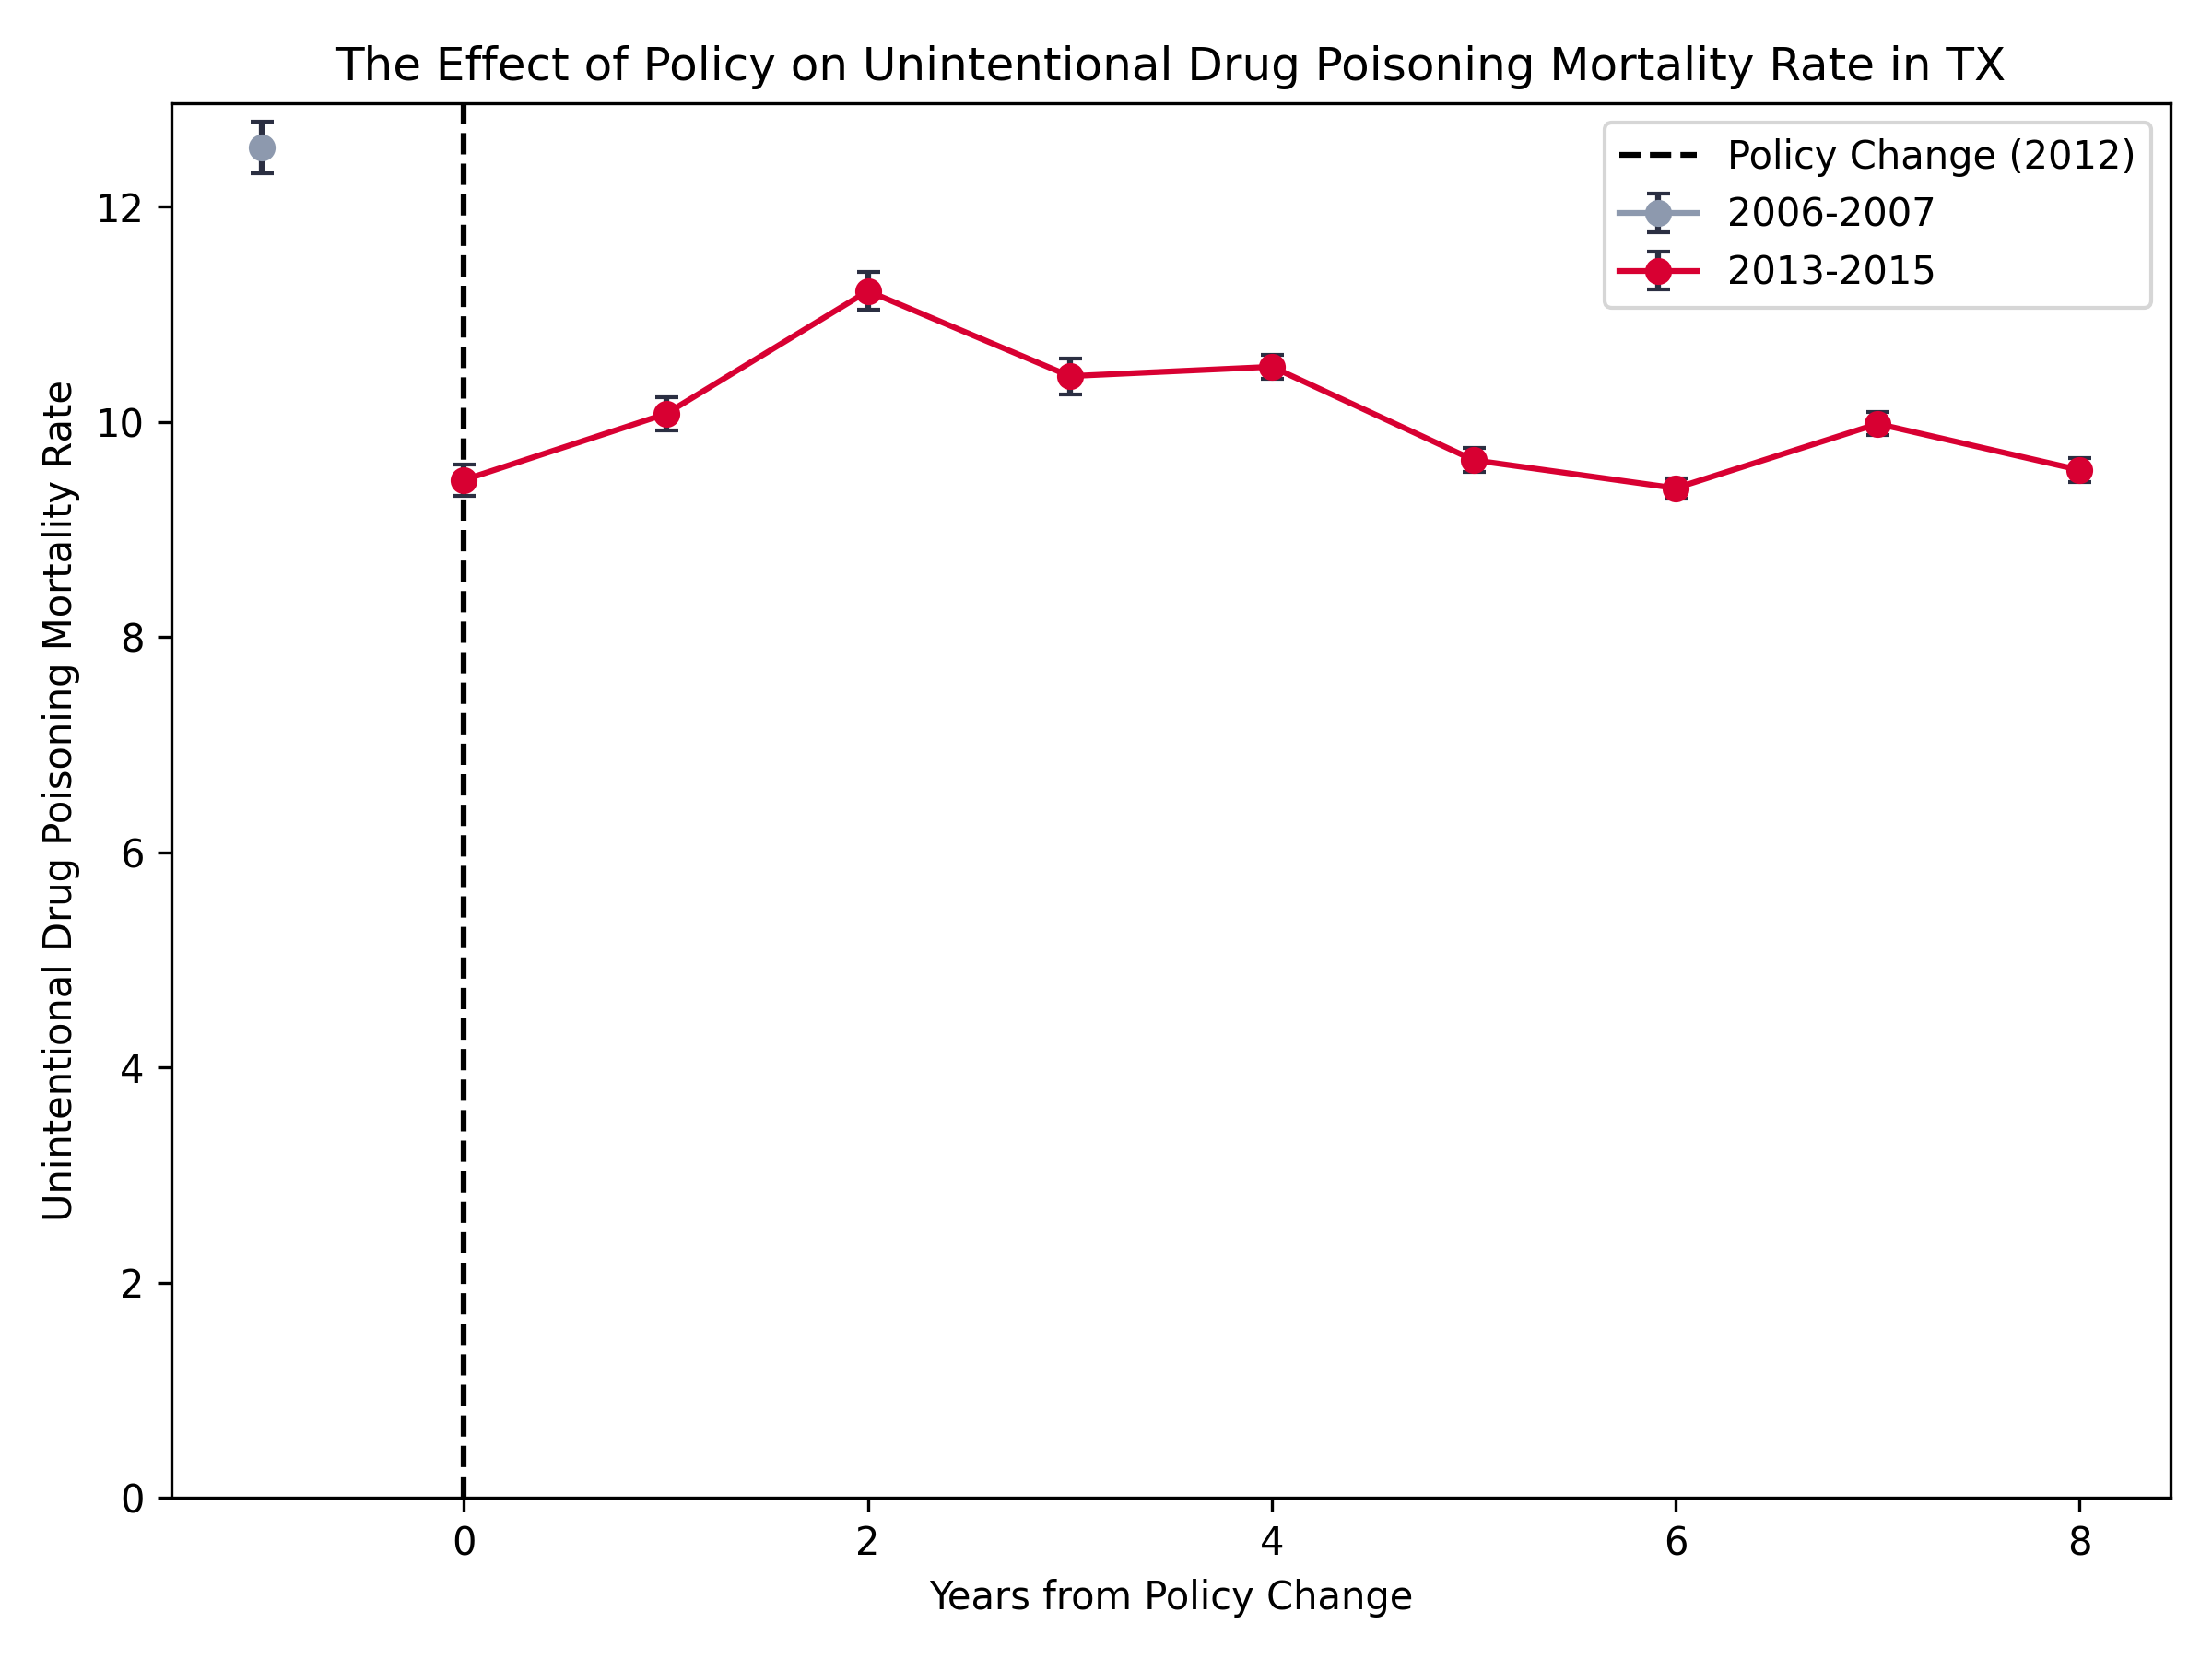 The Effect of Policy on Unintentional Drug Poisoning Mortality Rate in TX
Unintentional Drug Poisoning Mortality Rate
12
10
8
6
4
2
0
Policy Change (2012)
2006-2007
2013-2015
0 2 4 6 8
Years from Policy Change